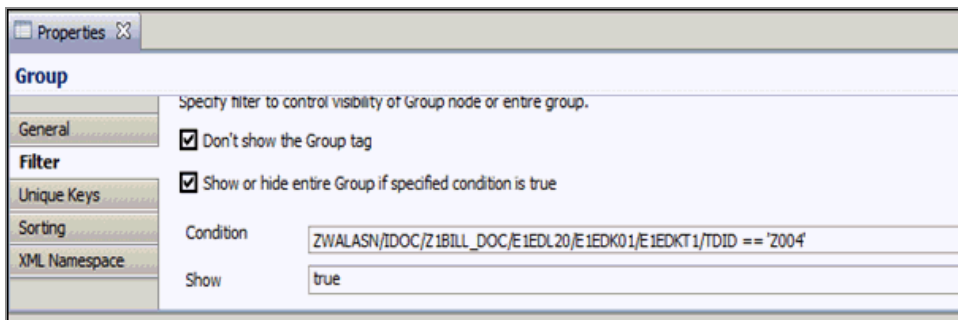 Properties
Group
Specify filter to control visibility of Group node or entire group.
General
Don't show the Group tag
Filter
Show or hide entire Group if specified condition is true
Unique Keys
Sorting
Condition
ZWALASN/IDOC/Z1BILL_DOC/E1EDL20/E1EDK01/E1EDKT1/TDID == 'Z004'
XML Namespace
Show
true